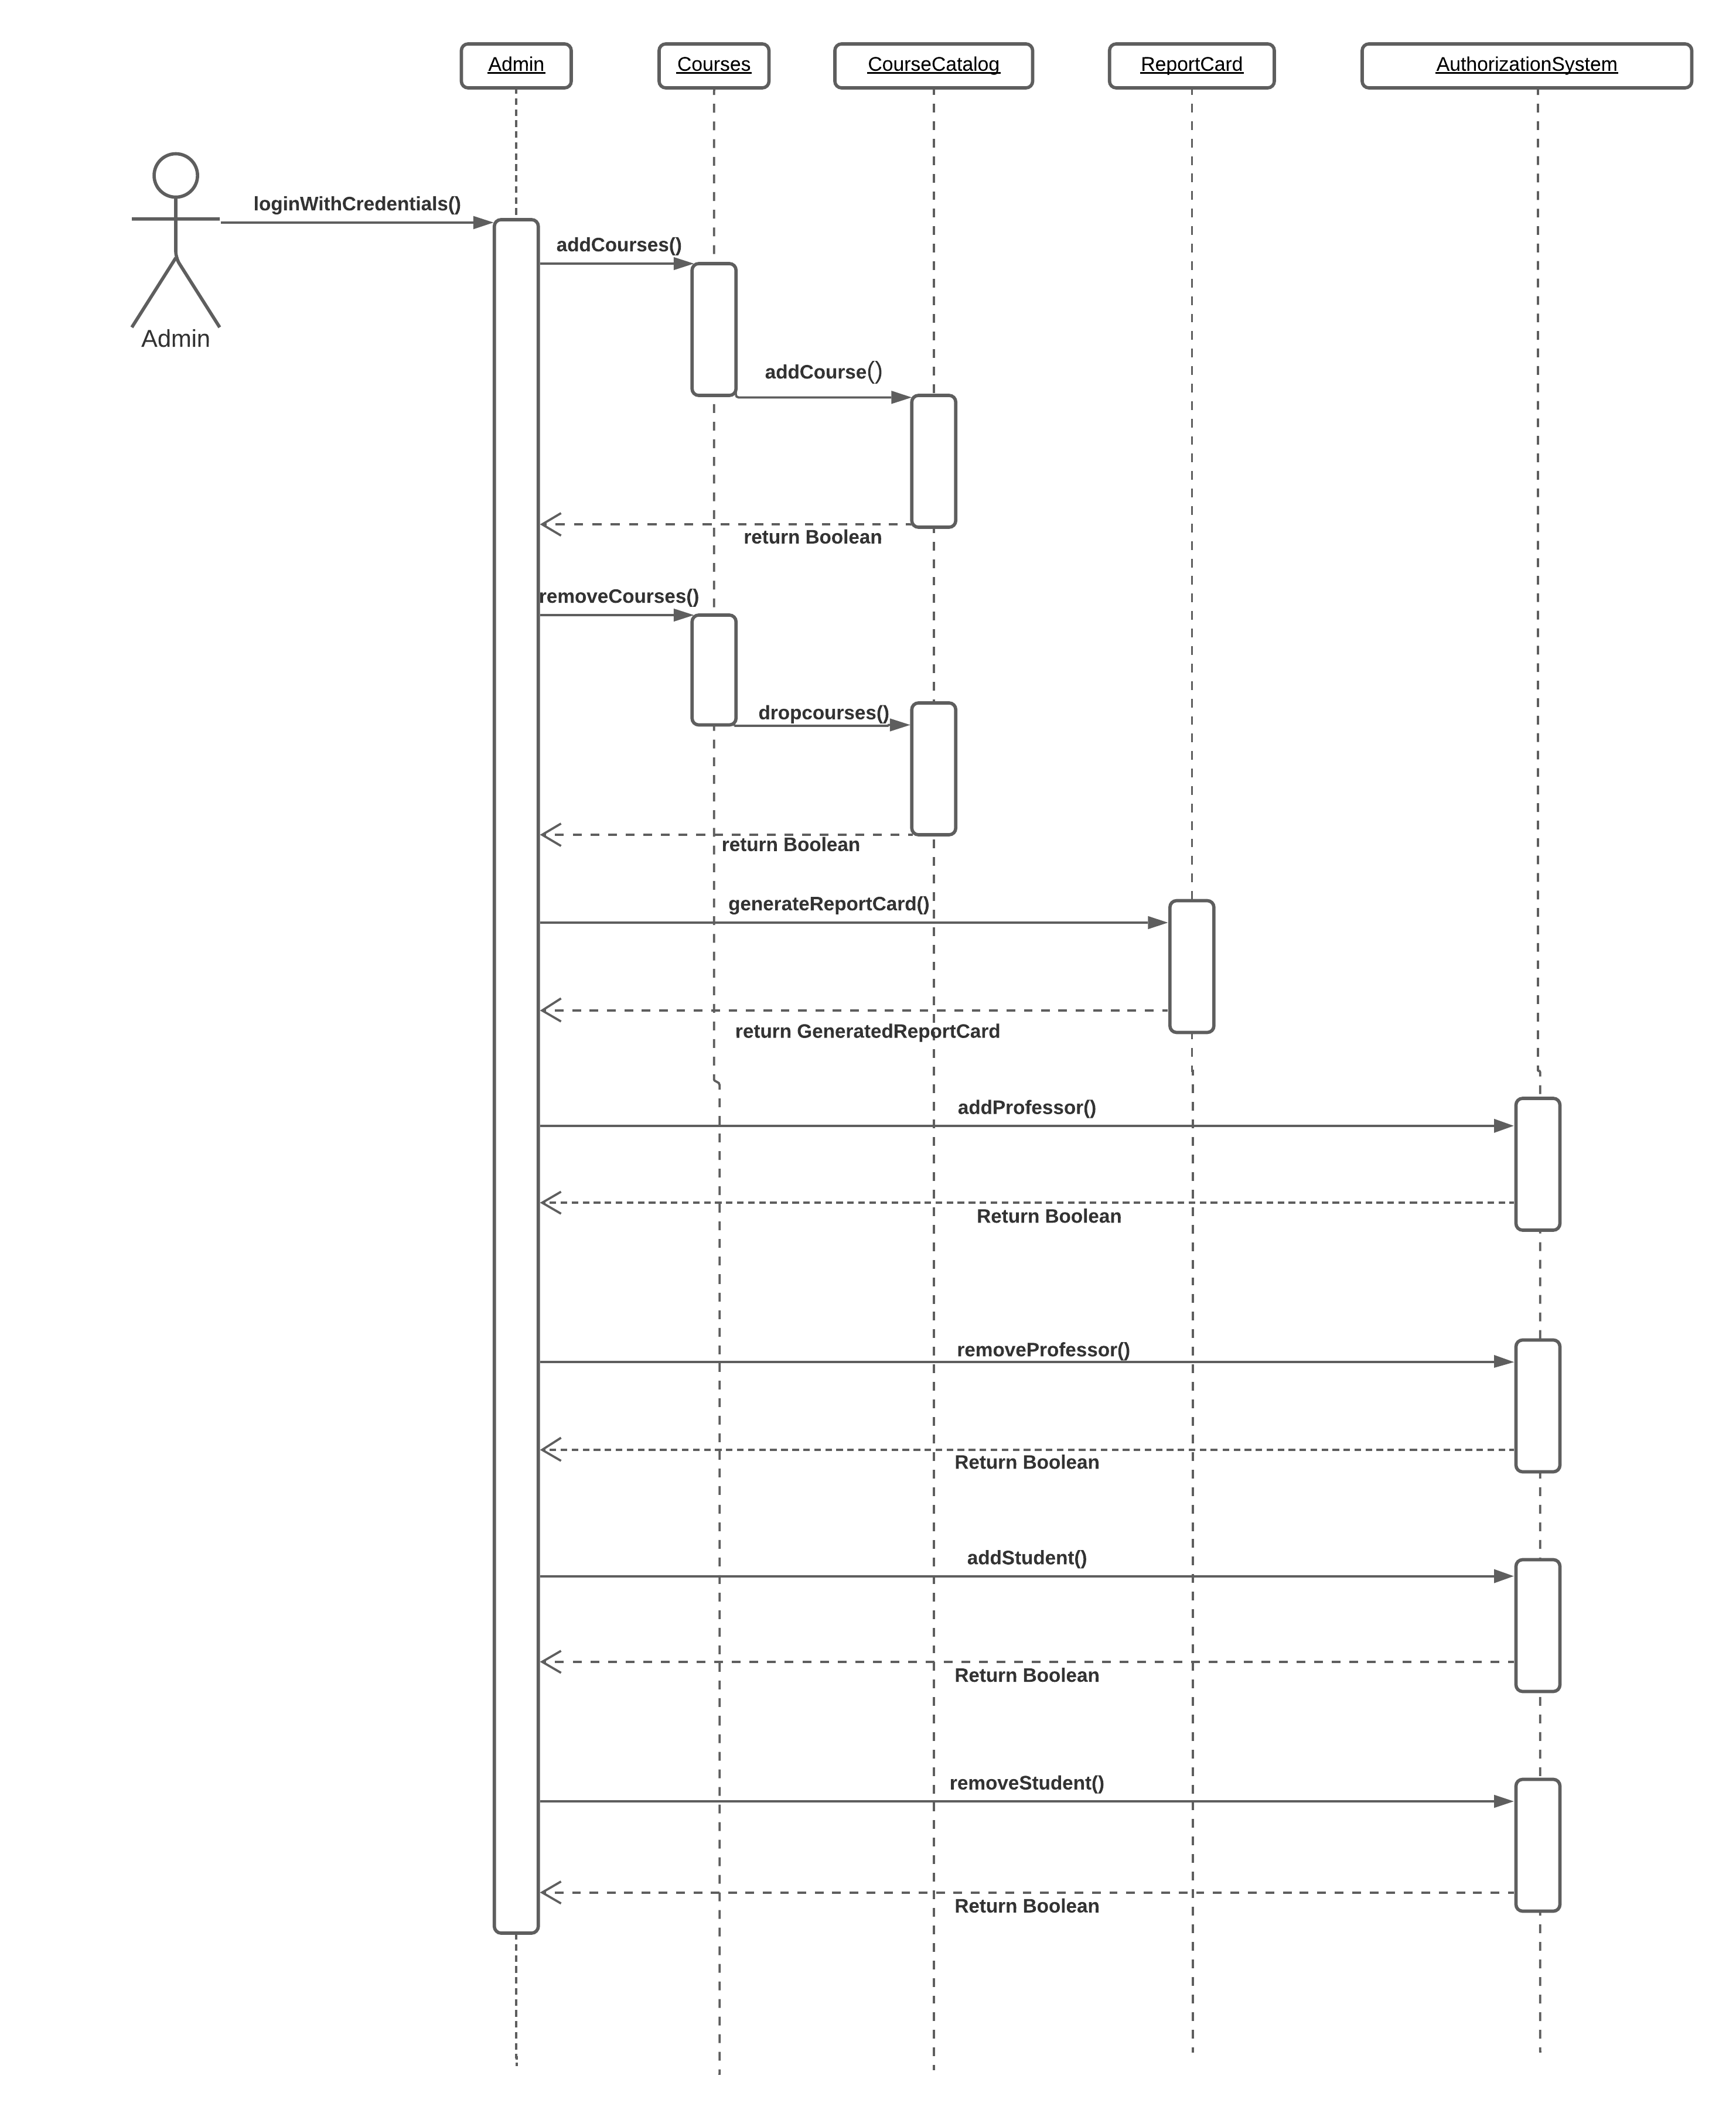 Admin
Courses
CourseCatalog
ReportCard
AuthorizationSystem
loginWithCredentials()
addCourses()
Admin
addCourse()
return Boolean
removeCourses()
dropcourses()
return Boolean
generateReportCard()
return GeneratedReportCard
addProfessor()
Return Boolean
removeProfessor()
Return Boolean
addStudent()
Return Boolean
removeStudent()
Return Boolean